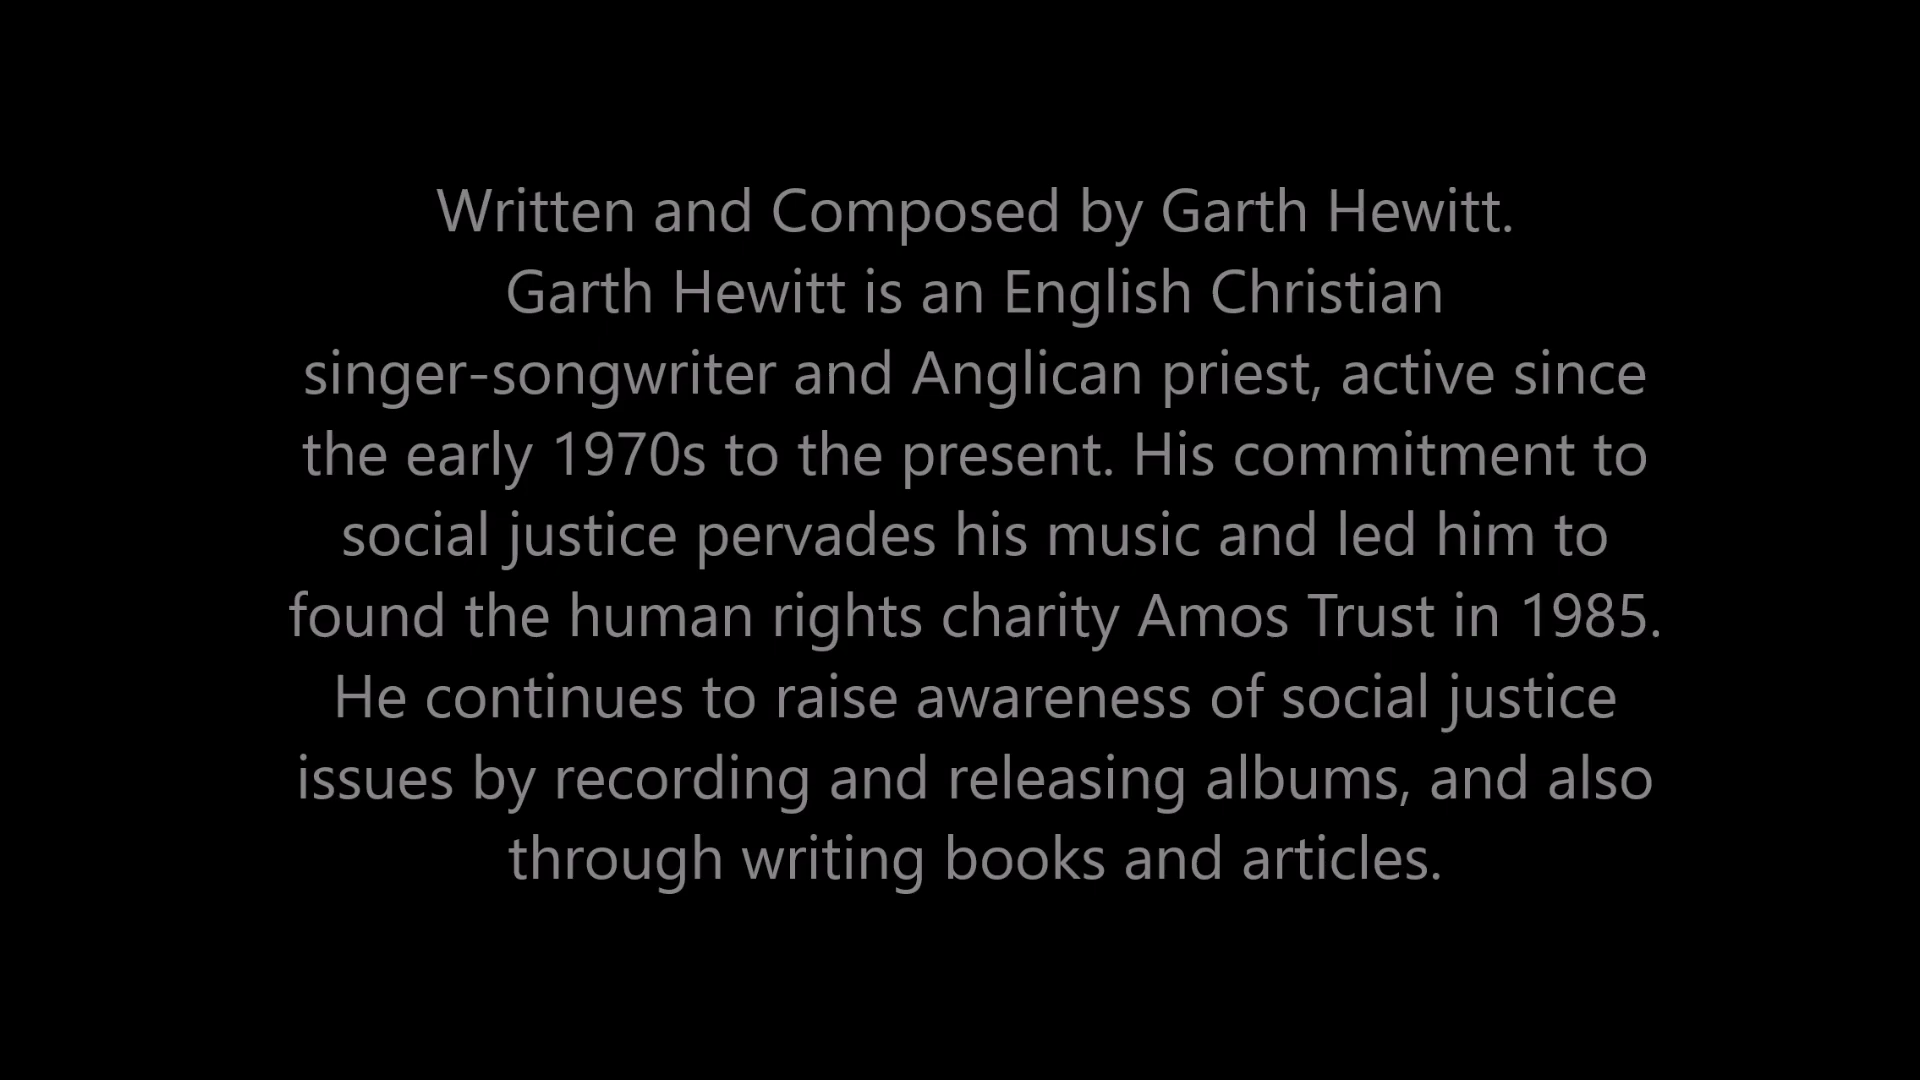 Written and Composed by Garth Hewitt.
Garth Hewitt is an English Christian
singer-songwriter and Anglican priest, active since
the early 1970s to the present. His commitment to
social justice pervades his music and led him to
found the human rights charity Amos Trust in 1985.
He continues to raise awareness of social justice
issues by recording and releasing albums, and also
through writing books and articles.